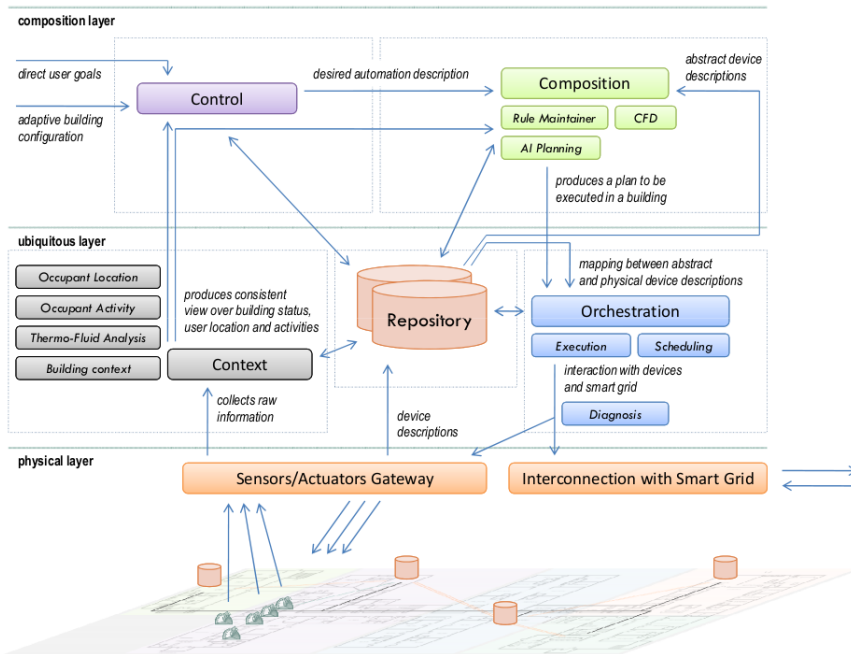 composition layer
direct user goals
adaptive building
configuration
Control
desired automation description
Composition
Rule Maintainer
CFD
AI Planning
abstract device
descriptions
produces a plan to be
executed in a building
ubiquitous layer
Occupant Location
Occupant Activity
Thermo-Fluid Analysis
Building context
produces consistent
view over building status,
user location and activities
Context
Repository
mapping between abstract
and physical device descriptions
Orchestration
Execution
Scheduling
interaction with devices
and smart grid
Diagnosis
collects raw
information
device
descriptions
physical layer
Sensors/Actuators Gateway
Interconnection with Smart Grid